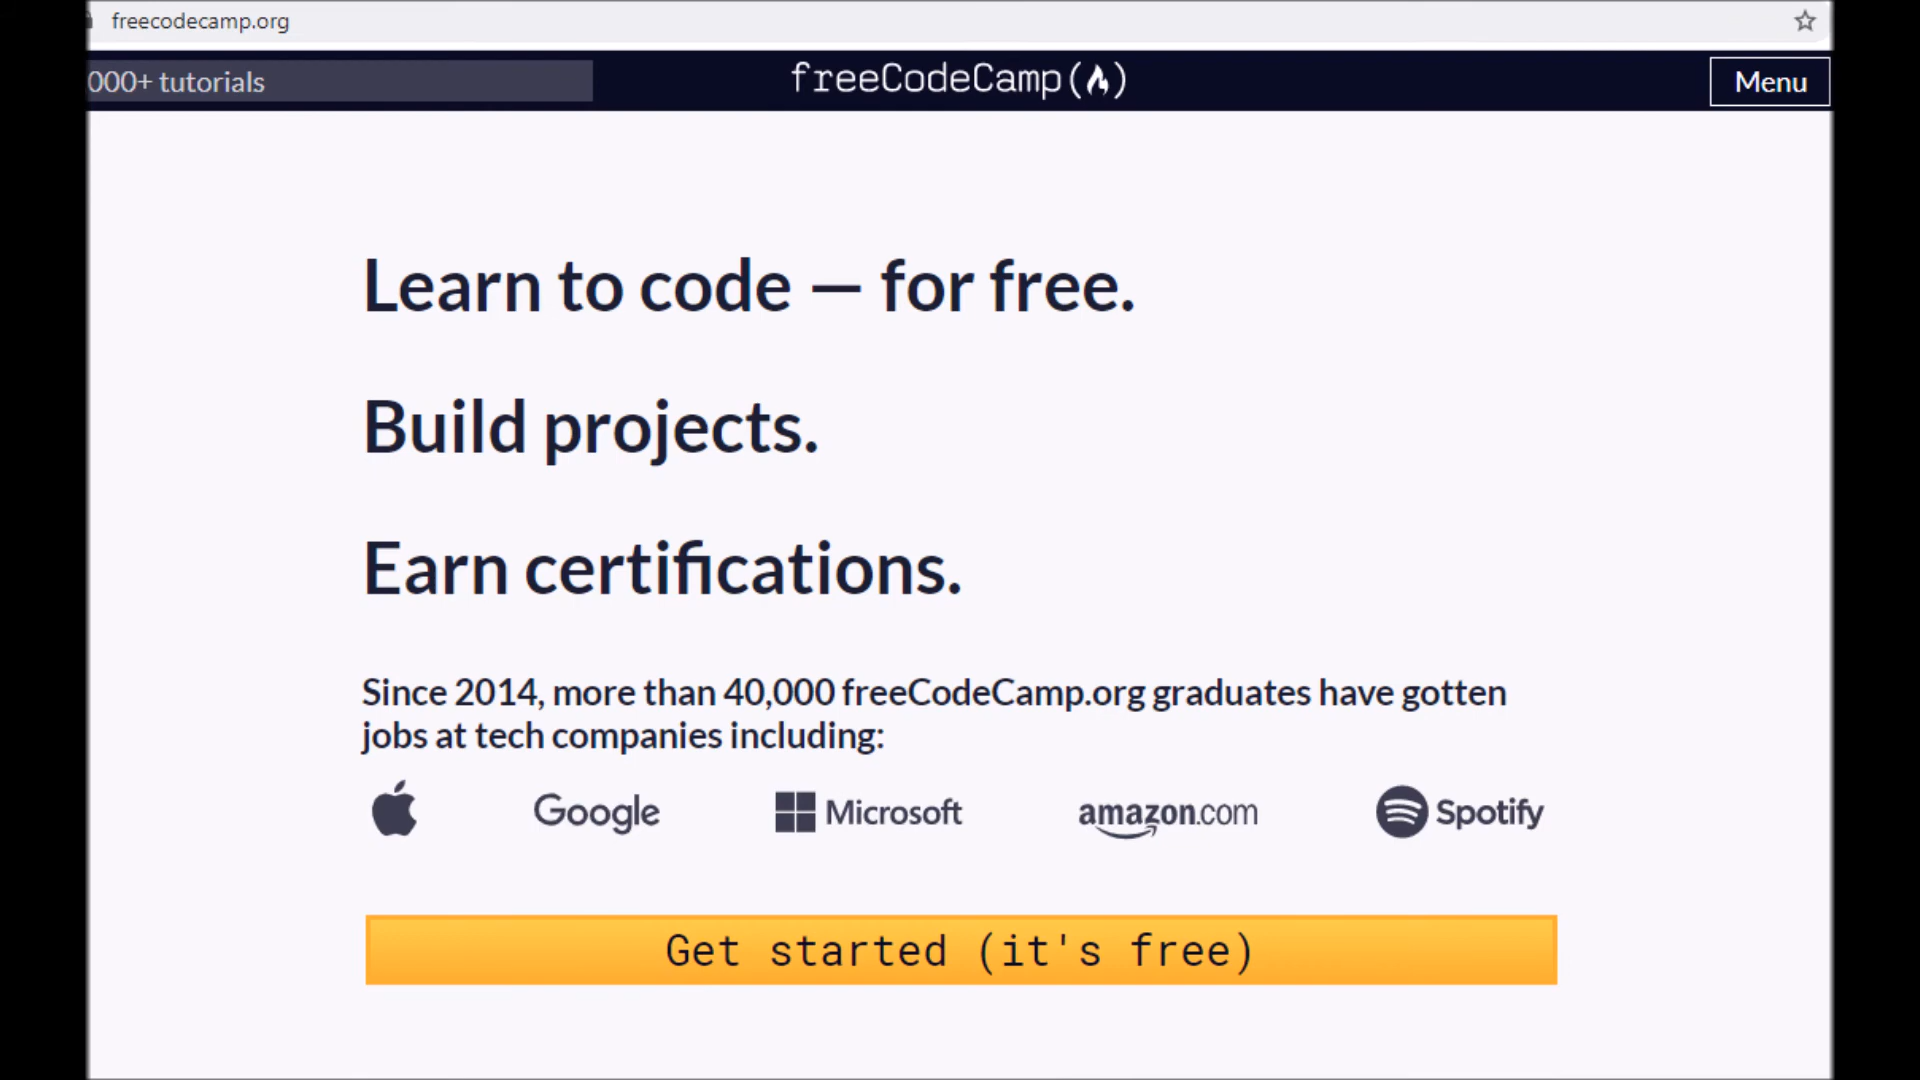 freecodecamp.org
000+ tutorials
freeCodeCamp
Menu
Learn to code — for free.
Build projects.
Earn certifications.
Since 2014, more than 40,000 freeCodeCamp.org graduates have gotten
jobs at tech companies including:
Google Microsoft amazon.com Spotify
Get started (it's free)